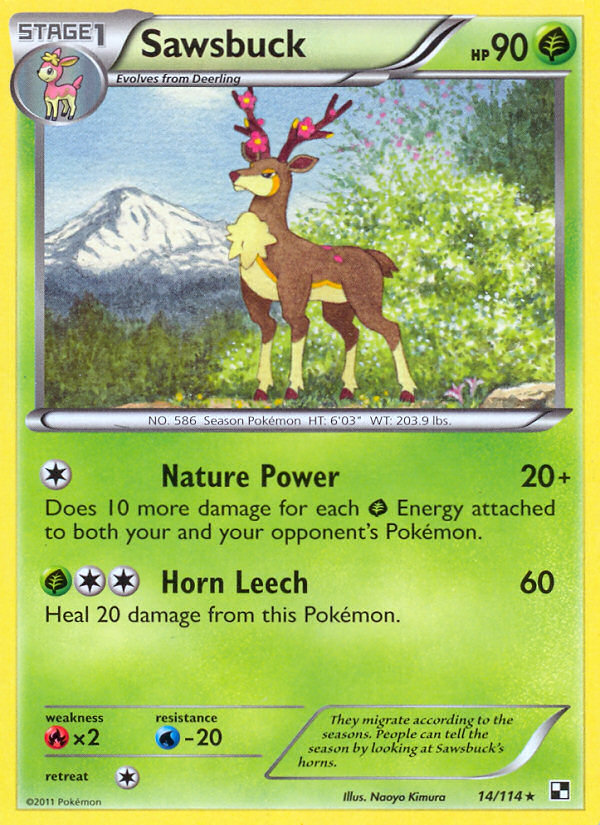 STAGE1
Sawsbuck
HP 90
Evolves from Deerling
NO. 586 Season Pokémon HT: 6'03" WT: 203.9 lbs.
Nature Power 20+
Does 10 more damage for each Energy attached
to both your and your opponent's Pokémon.
Horn Leech 60
Heal 20 damage from this Pokémon.
weakness resistance
×2 -20
retreat
They migrate according to the
seasons. People can tell the
season by looking at Sawsbuck's
horns.
©2011 Pokémon
Illus. Naoyo Kimura 14/114★